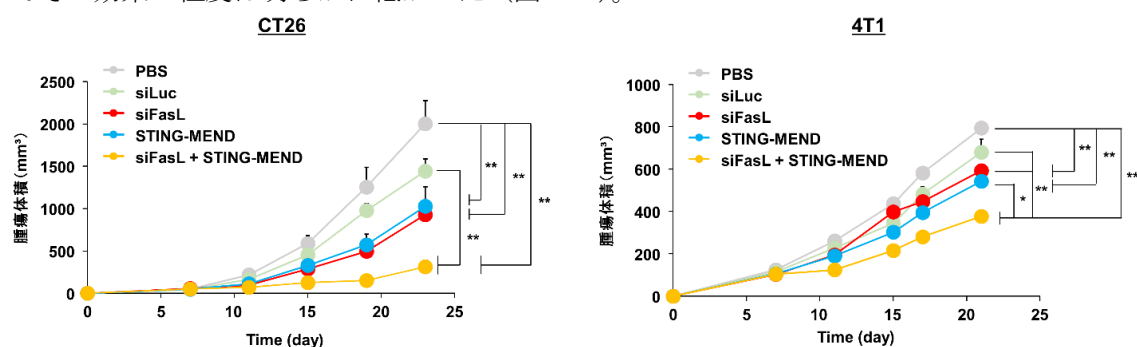 CT26
4T1
腫瘍体積(mm³)
2500
2000
1500
1000
500
0
PBS
siLuc
siFasL
STING-MEND
siFasL + STING-MEND
**
**
**
**
0
5
10
15
20
25
Time (day)
腫瘍体積(mm³)
1000
800
600
400
200
0
PBS
siLuc
siFasL
STING-MEND
siFasL + STING-MEND
**
**
**
**
*
0
5
10
15
20
25
Time (day)